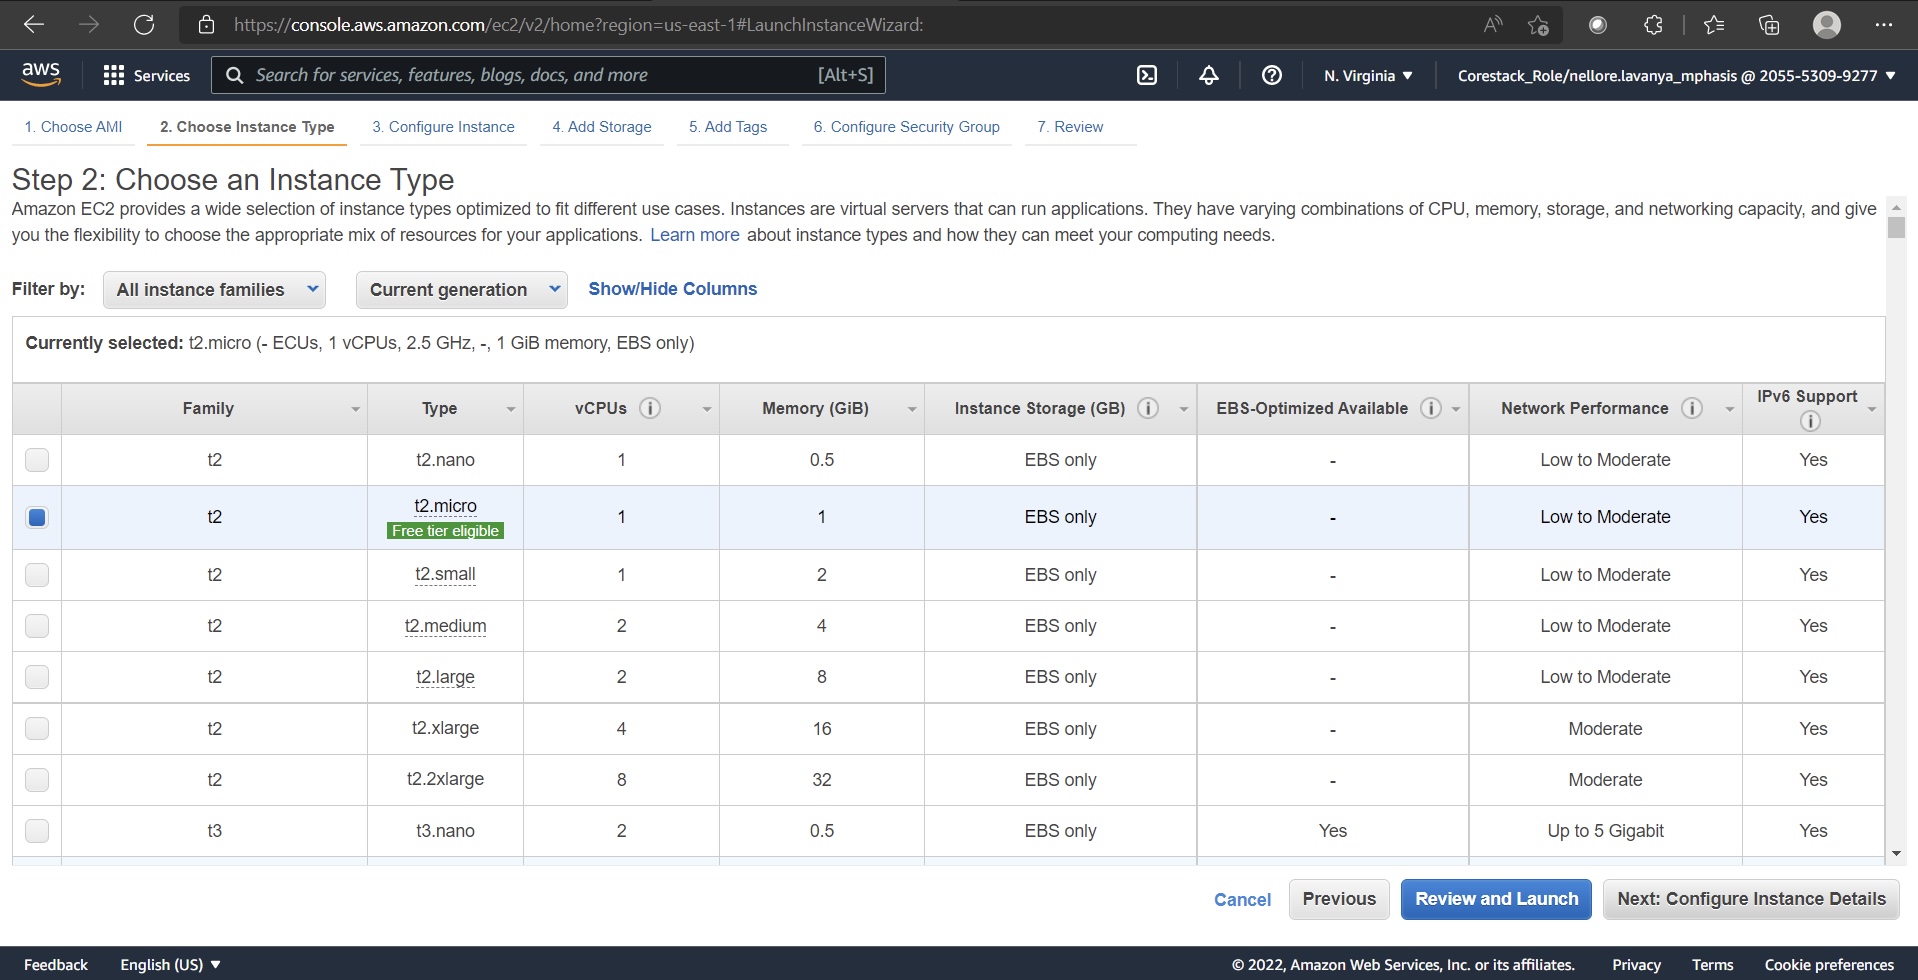 https://console.aws.amazon.com/ec2/v2/home?region=us-east-1#LaunchInstanceWizard:
aws Services Search for services, features, blogs, docs, and more [Alt+S] N. Virginia ▼ Corestack_Role/nellore.lavanya_mphasis @ 2055-5309-9277 ▼
1. Choose AMI 2. Choose Instance Type 3. Configure Instance 4. Add Storage 5. Add Tags 6. Configure Security Group 7. Review
Step 2: Choose an Instance Type
Amazon EC2 provides a wide selection of instance types optimized to fit different use cases. Instances are virtual servers that can run applications. They have varying combinations of CPU, memory, storage, and networking capacity, and give
you the flexibility to choose the appropriate mix of resources for your applications. Learn more about instance types and how they can meet your computing needs.
Filter by: All instance families Current generation Show/Hide Columns
Currently selected: t2.micro (- ECUs, 1 vCPUs, 2.5 GHz, -, 1 GiB memory, EBS only)
Family Type vCPUs Memory (GiB) Instance Storage (GB) EBS-Optimized Available Network Performance IPv6 Support
t2 t2.nano 1 0.5 EBS only - Low to Moderate Yes
t2 t2.micro 1 1 EBS only - Low to Moderate Yes
Free tier eligible
t2 t2.small 1 2 EBS only - Low to Moderate Yes
t2 t2.medium 2 4 EBS only - Low to Moderate Yes
t2 t2.large 2 8 EBS only - Low to Moderate Yes
t2 t2.xlarge 4 16 EBS only - Moderate Yes
t2 t2.2xlarge 8 32 EBS only - Moderate Yes
t3 t3.nano 2 0.5 EBS only Yes Up to 5 Gigabit Yes
Cancel Previous Review and Launch Next: Configure Instance Details
Feedback English (US) ▼ © 2022, Amazon Web Services, Inc. or its affiliates. Privacy Terms Cookie preferences